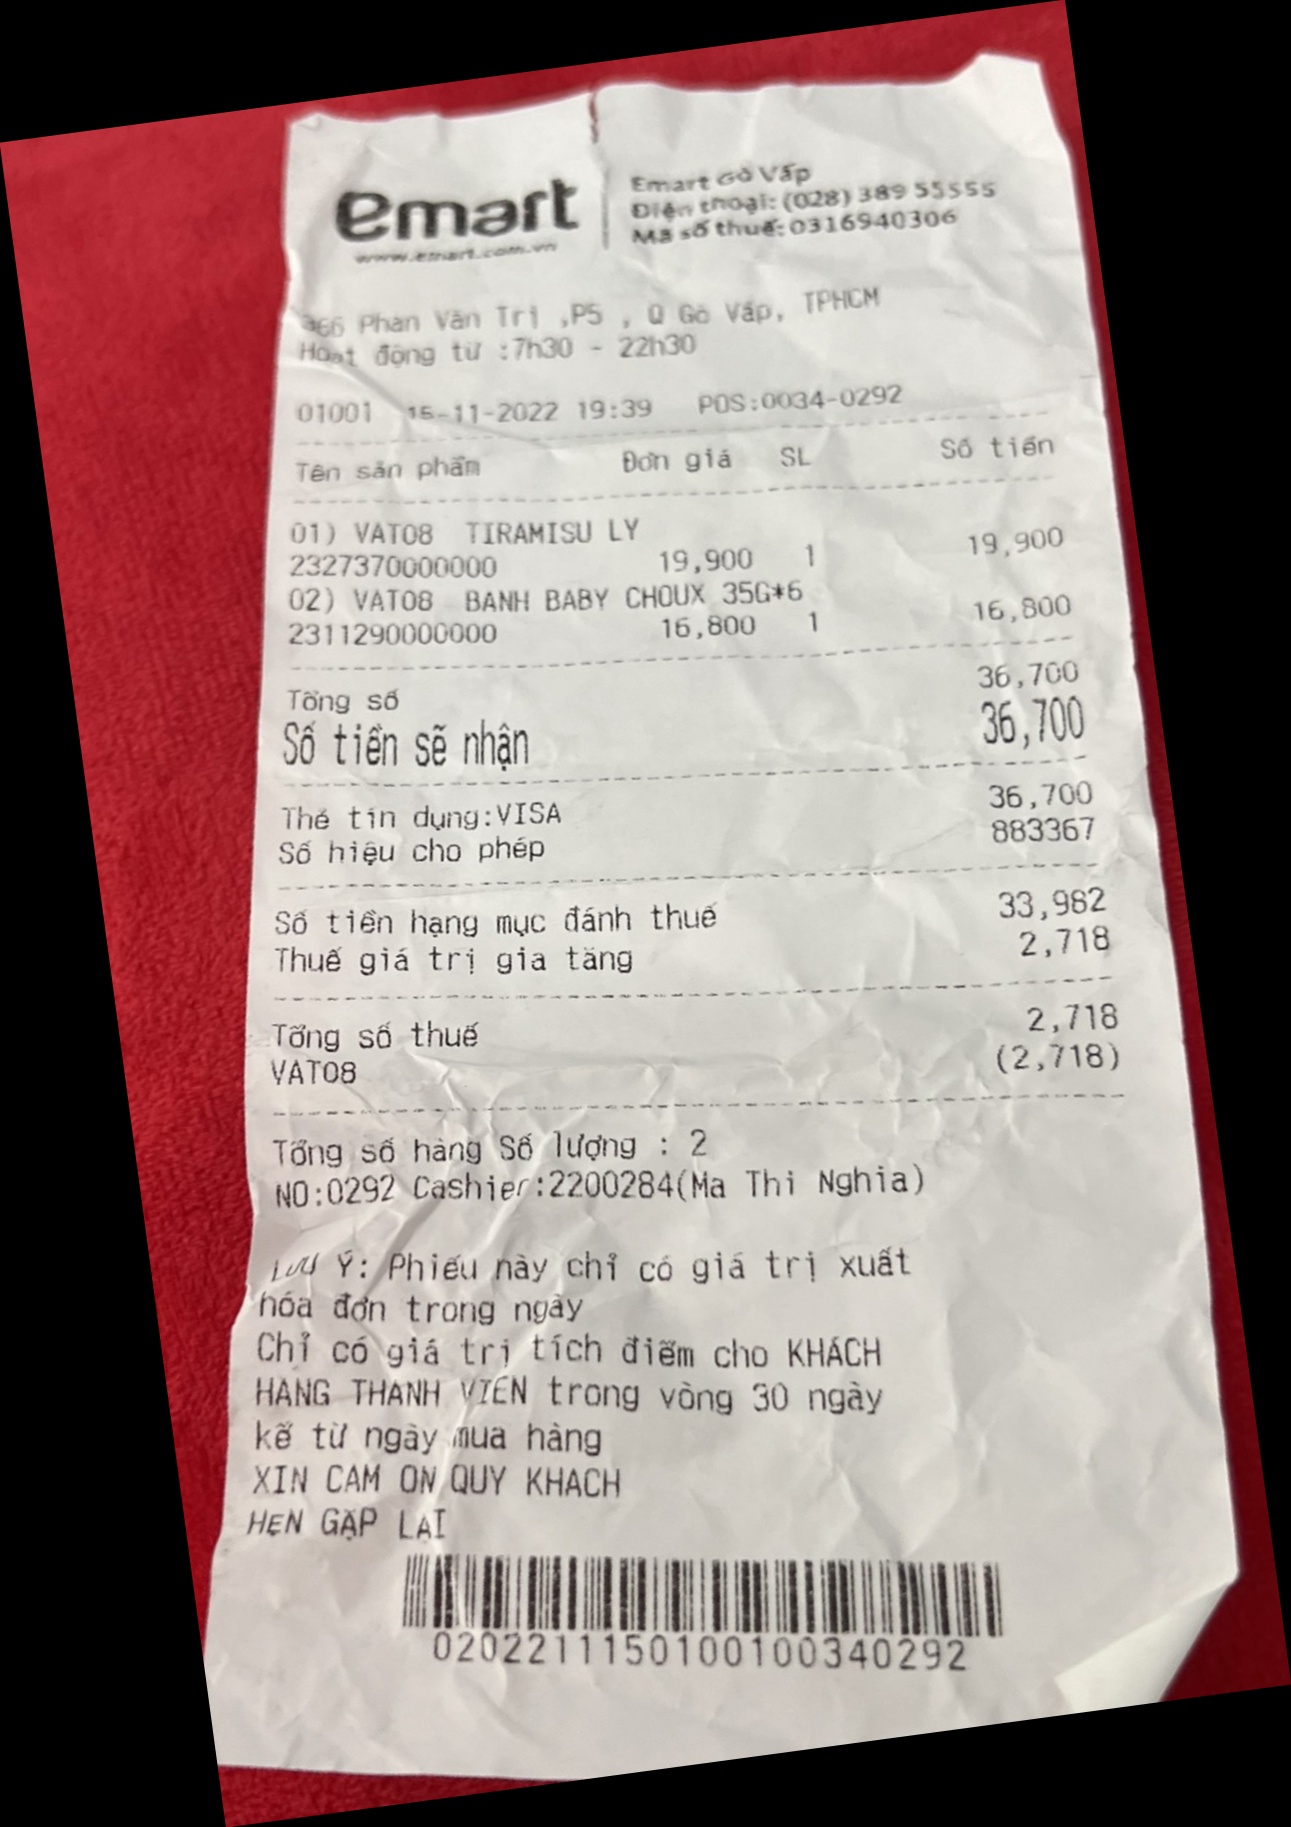 emart
www.emart.com.vn
Emart Gò Vấp
Điện thoại: (028) 389 55555
Mã số thuế: 0316940306
366 Phan Văn Trị ,P5 , Q Gò Vấp, TPHCM
Hoạt động từ :7h30 - 22h30
01001 15-11-2022 19:39 POS:0034-0292
Tên sản phẩm Đơn giá SL Số tiền
01) VAT08 TIRAMISU LY
2327370000000 19,900 1 19,900
02) VAT08 BANH BABY CHOUX 35G*6
2311290000000 16,800 1 16,800
Tổng số 36,700
Số tiền sẽ nhận 36,700
Thẻ tín dụng:VISA 36,700
Số hiệu cho phép 883367
Số tiền hạng mục đánh thuế 33,982
Thuế giá trị gia tăng 2,718
Tổng số thuế 2,718
VAT08 (2,718)
Tổng số hàng Số lượng : 2
NO:0292 Cashier:2200284(Ma Thi Nghia)
LƯU Ý: Phiếu này chỉ có giá trị xuất
hóa đơn trong ngày
Chỉ có giá trị tích điểm cho KHÁCH
HÀNG THÀNH VIÊN trong vòng 30 ngày
kể từ ngày mua hàng
XIN CAM ON QUY KHACH
HẸN GẶP LẠI
0202211150100100340292